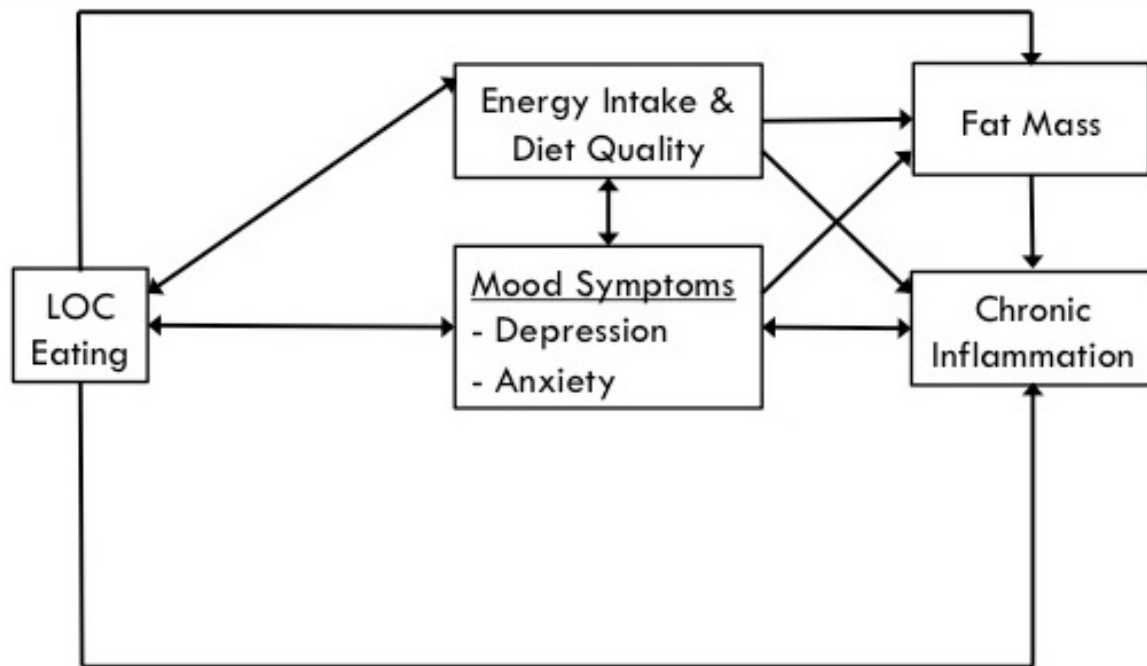 Energy Intake &
Diet Quality
Fat Mass
LOC
Eating
Mood Symptoms
- Depression
- Anxiety
Chronic
Inflammation